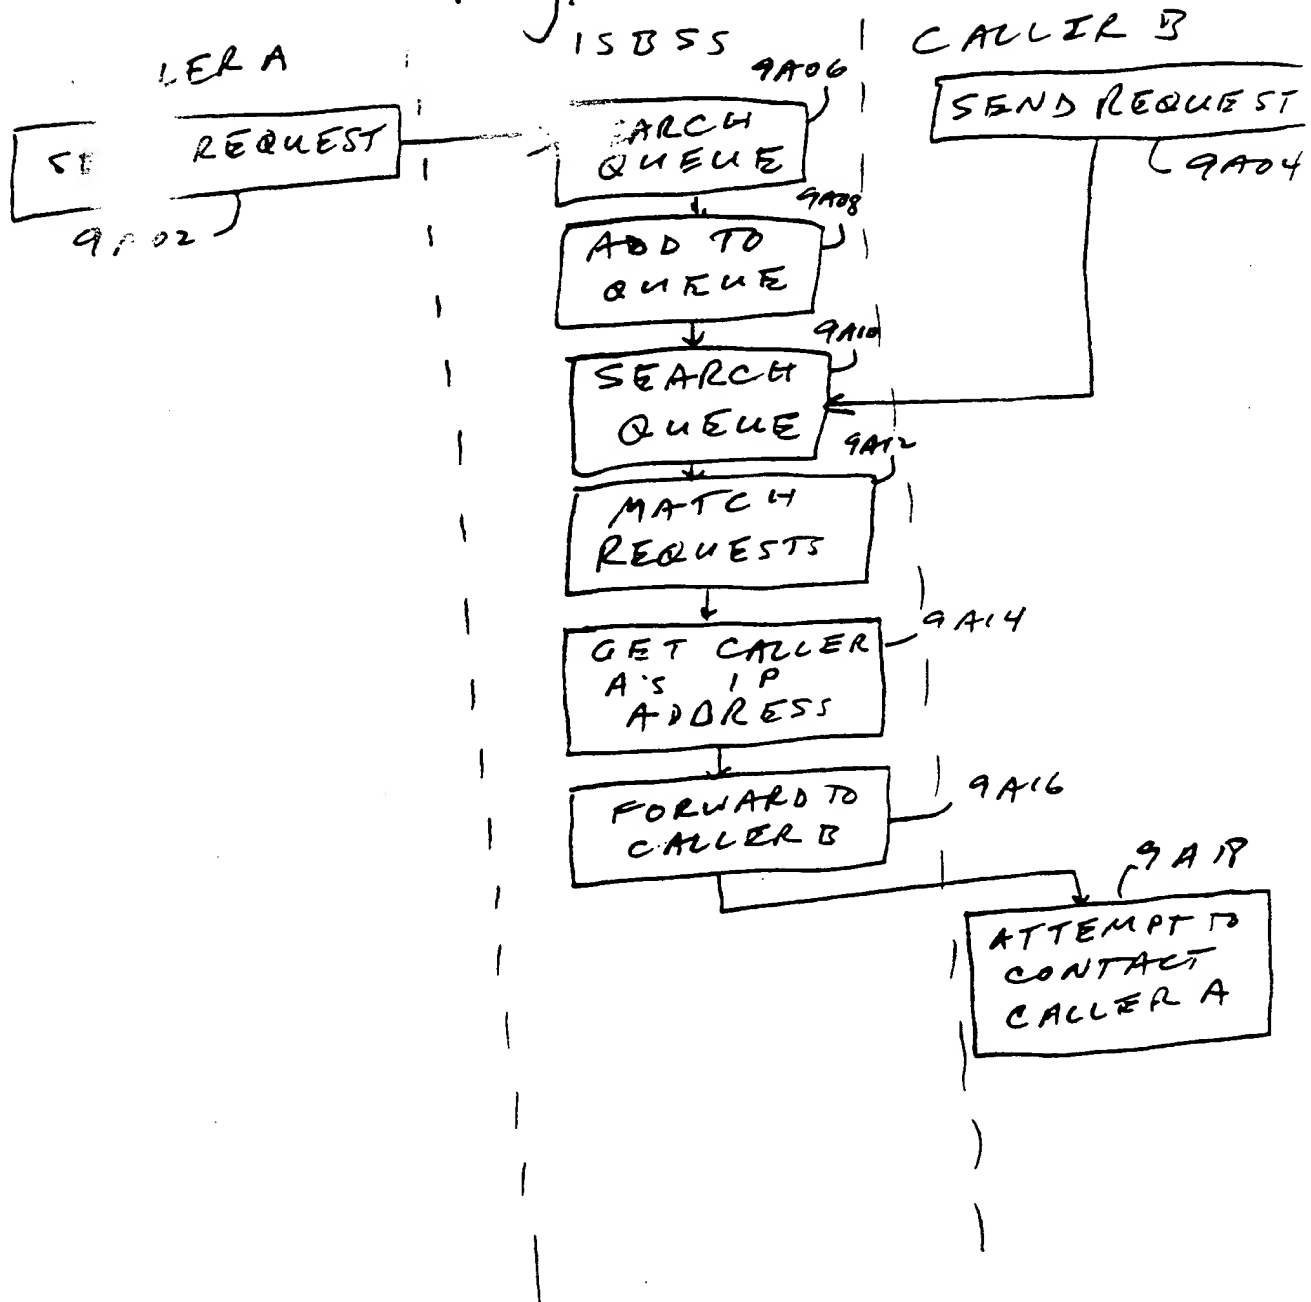 ISBSS
CALLER B
LER A
9A06
SEND REQUEST
9A04
REQUEST
ARCH
QUEUE
9A08
ADD TO
QUEUE
9A10
SEARCH
QUEUE
9A12
MATCH
REQUESTS
9A14
GET CALLER
A'S IP
ADDRESS
9A16
FORWARD TO
CALLER B
9A18
ATTEMPT TO
CONTACT
CALLER A